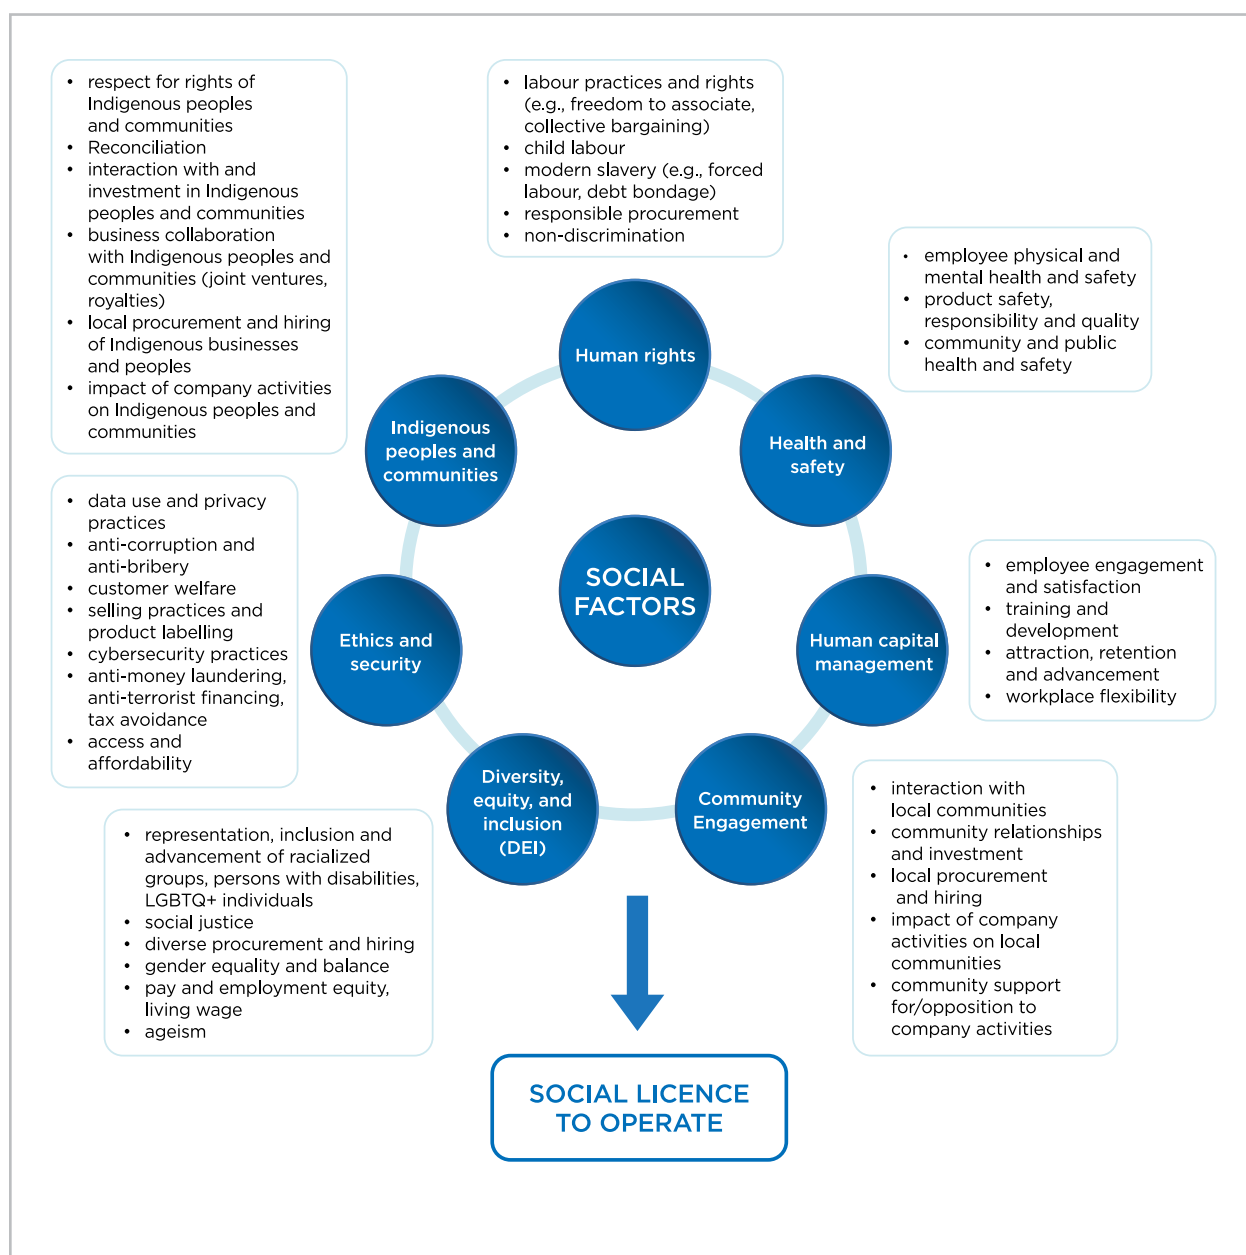 • respect for rights of
Indigenous peoples
and communities
• Reconciliation
• interaction with and
investment in Indigenous
peoples and communities
• business collaboration
with Indigenous peoples and
communities (joint ventures,
royalties)
• local procurement and hiring
of Indigenous businesses
and peoples
• impact of company activities
on Indigenous peoples and
communities
• labour practices and rights
(e.g., freedom to associate,
collective bargaining)
• child labour
• modern slavery (e.g., forced
labour, debt bondage)
• responsible procurement
• non-discrimination
• employee physical and
mental health and safety
• product safety,
responsibility and quality
• community and public
health and safety
Human rights
Indigenous
peoples and
communities
Health and
safety
SOCIAL
FACTORS
• data use and privacy
practices
• anti-corruption and
anti-bribery
• customer welfare
• selling practices and
product labelling
• cybersecurity practices
• anti-money laundering,
anti-terrorist financing,
tax avoidance
• access and
affordability
Ethics and
security
Human capital
management
• employee engagement
and satisfaction
• training and
development
• attraction, retention
and advancement
• workplace flexibility
Diversity,
equity, and
inclusion
(DEI)
Community
Engagement
• representation, inclusion and
advancement of racialized
groups, persons with disabilities,
LGBTQ+ individuals
• social justice
• diverse procurement and hiring
• gender equality and balance
• pay and employment equity,
living wage
• ageism
• interaction with
local communities
• community relationships
and investment
• local procurement
and hiring
• impact of company
activities on local
communities
• community support
for/opposition to
company activities
SOCIAL LICENCE
TO OPERATE